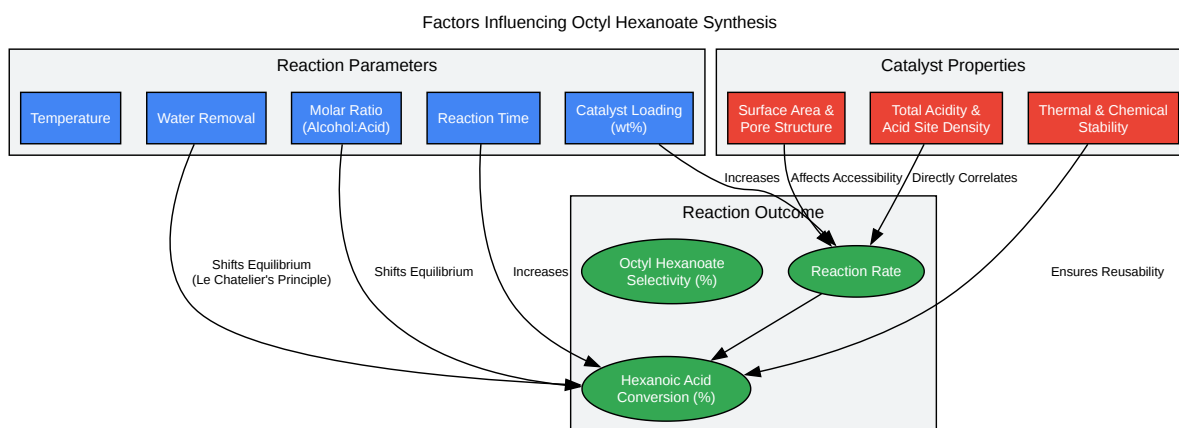 Factors Influencing Octyl Hexanoate Synthesis
Reaction Parameters
Catalyst Properties
Temperature
Water Removal
Molar Ratio
(Alcohol:Acid)
Reaction Time
Catalyst Loading
(wt%)
Surface Area &
Pore Structure
Total Acidity &
Acid Site Density
Thermal & Chemical
Stability
Increases
Affects Accessibility
Directly Correlates
Reaction Outcome
Octyl Hexanoate
Selectivity (%)
Reaction Rate
Shifts Equilibrium
(Le Chatelier's Principle)
Shifts Equilibrium
Increases
Ensures Reusability
Hexanoic Acid
Conversion (%)